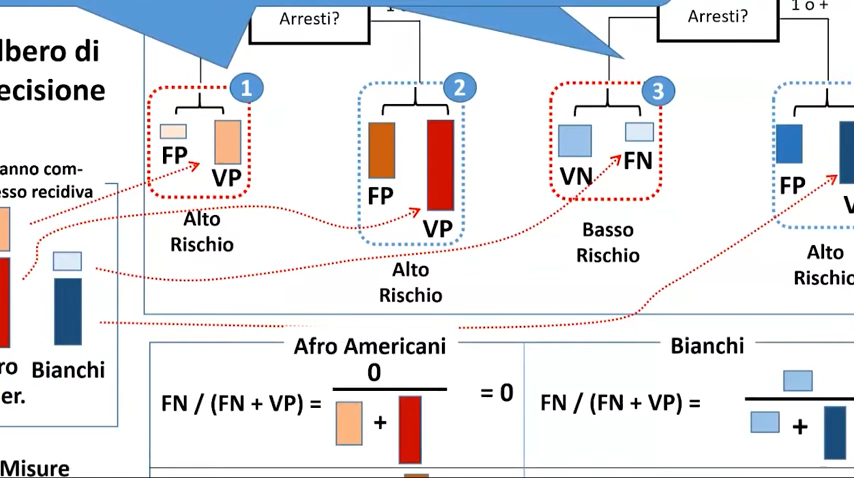 Arresti?
Arresti?
1 o +
lbero di
ecisione
1
2
3
anno com-
esso recidiva
FP
VP
FP
VP
VN
FN
FP
V
Alto
Rischio
Alto
Rischio
Basso
Rischio
Alto
Rischio
ro
Bianchi
er.
Misure
Afro Americani
FN / (FN + VP) =
0
+
= 0
Bianchi
FN / (FN + VP) =
+